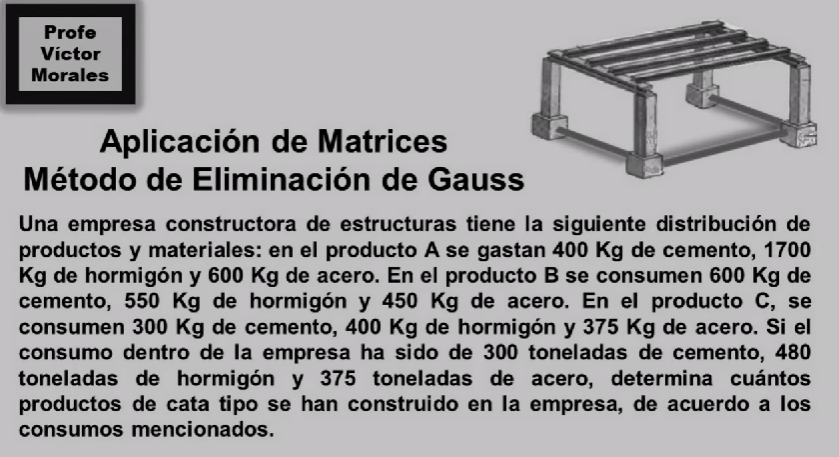 Profe
Víctor
Morales
Aplicación de Matrices
Método de Eliminación de Gauss
Una empresa constructora de estructuras tiene la siguiente distribución de
productos y materiales: en el producto A se gastan 400 Kg de cemento, 1700
Kg de hormigón y 600 Kg de acero. En el producto B se consumen 600 Kg de
cemento, 550 Kg de hormigón y 450 Kg de acero. En el producto C, se
consumen 300 Kg de cemento, 400 Kg de hormigón y 375 Kg de acero. Si el
consumo dentro de la empresa ha sido de 300 toneladas de cemento, 480
toneladas de hormigón y 375 toneladas de acero, determina cuántos
productos de cata tipo se han construido en la empresa, de acuerdo a los
consumos mencionados.